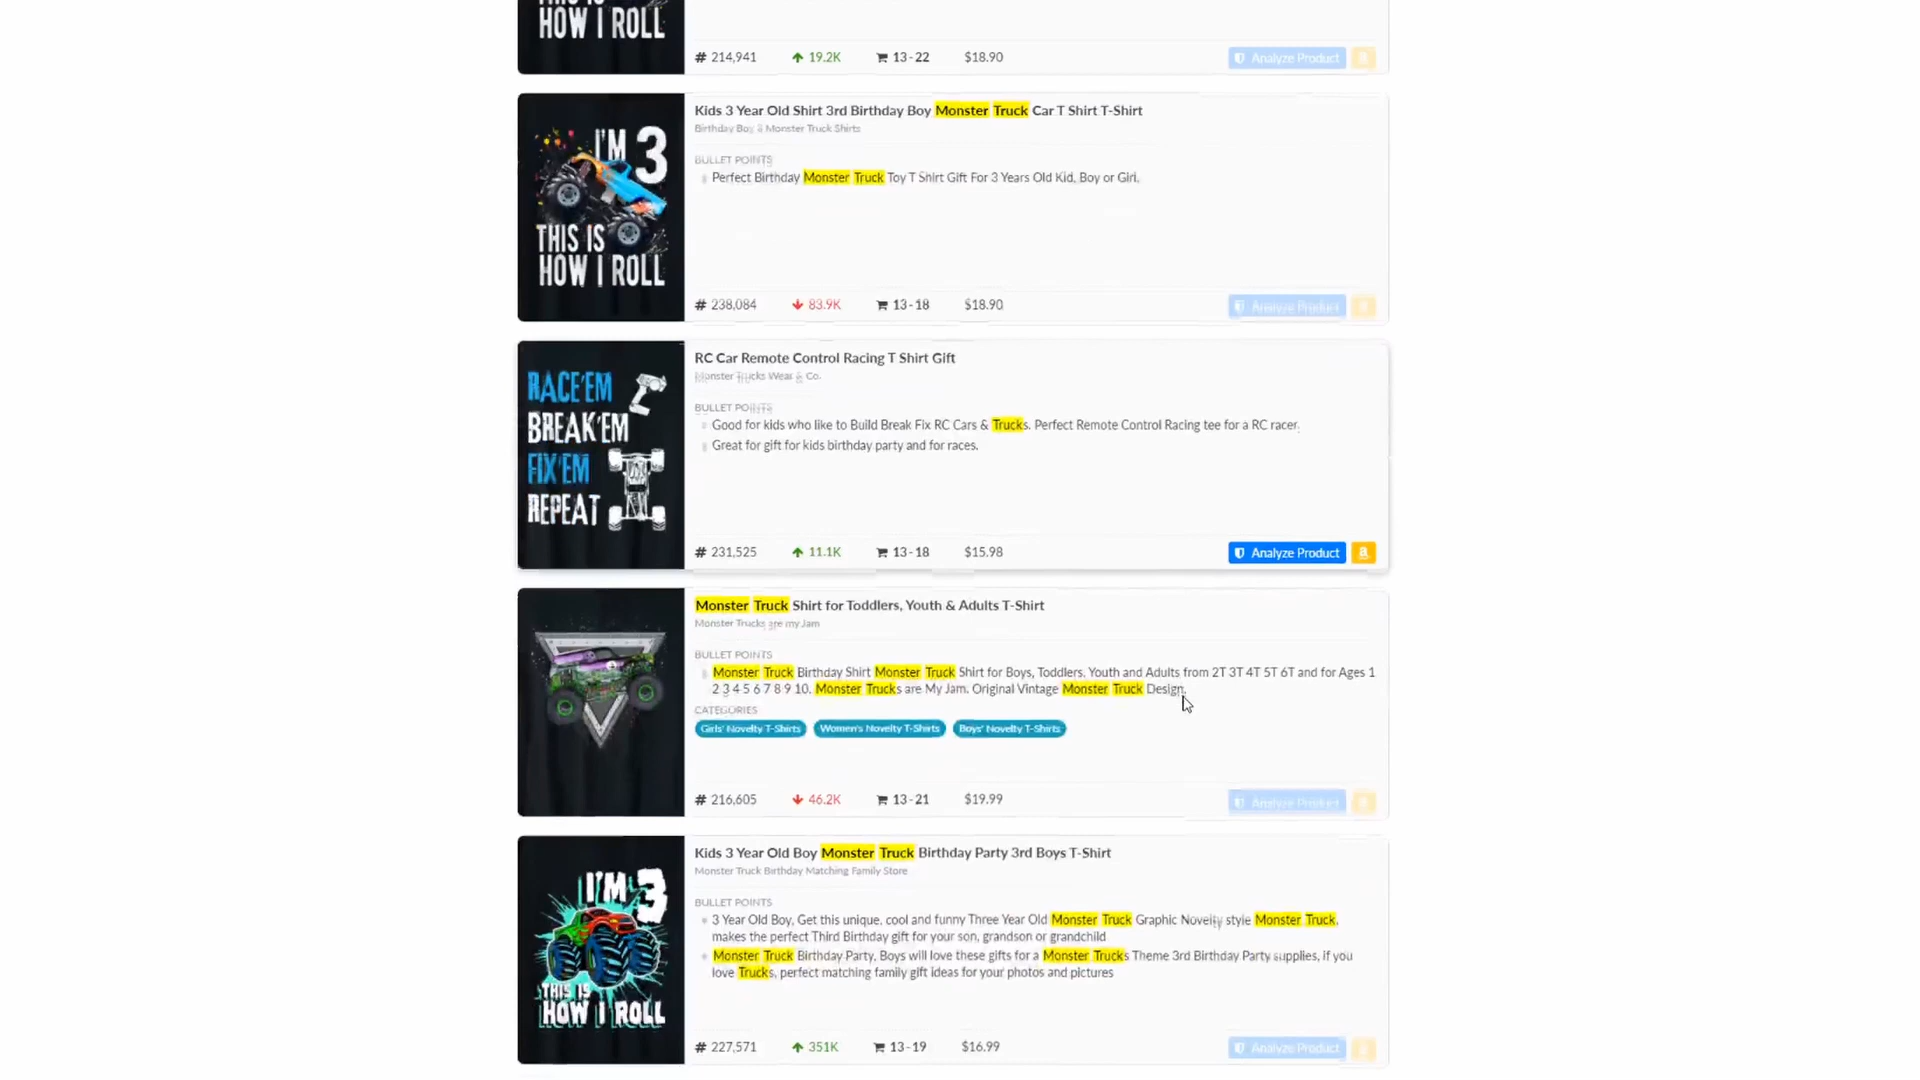 HOW I ROLL
# 214,941 19.2K 13 - 22 $18.90 Analyze Product
Kids 3 Year Old Shirt 3rd Birthday Boy Monster Truck Car T Shirt T-Shirt
Birthday Boy Monster Truck Shirts
BULLET POINTS
Perfect Birthday Monster Truck Toy T Shirt Gift For 3 Years Old Kid, Boy or Girl.
I'M 3
THIS IS
HOW I ROLL
# 238,084 83.9K 13 - 18 $18.90 Analyze Product
RC Car Remote Control Racing T Shirt Gift
Monster Trucks Wear & Co.
BULLET POINTS
Good for kids who like to Build Break Fix RC Cars & Trucks. Perfect Remote Control Racing tee for a RC racer.
Great for gift for kids birthday party and for races.
RACE'EM
BREAK'EM
FIX'EM
REPEAT
# 231,525 11.1K 13 - 18 $15.98 Analyze Product
Monster Truck Shirt for Toddlers, Youth & Adults T-Shirt
Monster Trucks are my Jam
BULLET POINTS
Monster Truck Birthday Shirt Monster Truck Shirt for Boys, Toddlers, Youth and Adults from 2T 3T 4T 5T 6T and for Ages 1
2 3 4 5 6 7 8 9 10. Monster Trucks are My Jam. Original Vintage Monster Truck Design.
CATEGORIES
Girls' Novelty T-Shirts Women's Novelty T-Shirts Boys' Novelty T-Shirts
# 216,605 46.2K 13 - 21 $19.99 Analyze Product
Kids 3 Year Old Boy Monster Truck Birthday Party 3rd Boys T-Shirt
Monster Truck Birthday Matching Family Store
BULLET POINTS
3 Year Old Boy, Get this unique, cool and funny Three Year Old Monster Truck Graphic Novelty style Monster Truck,
makes the perfect Third Birthday gift for your son, grandson or grandchild
Monster Truck Birthday Party, Boys will love these gifts for a Monster Trucks Theme 3rd Birthday Party supplies, if you
love Trucks, perfect matching family gift ideas for your photos and pictures
I'M 3
THIS IS
HOW I ROLL
# 227,571 351K 13 - 19 $16.99 Analyze Product